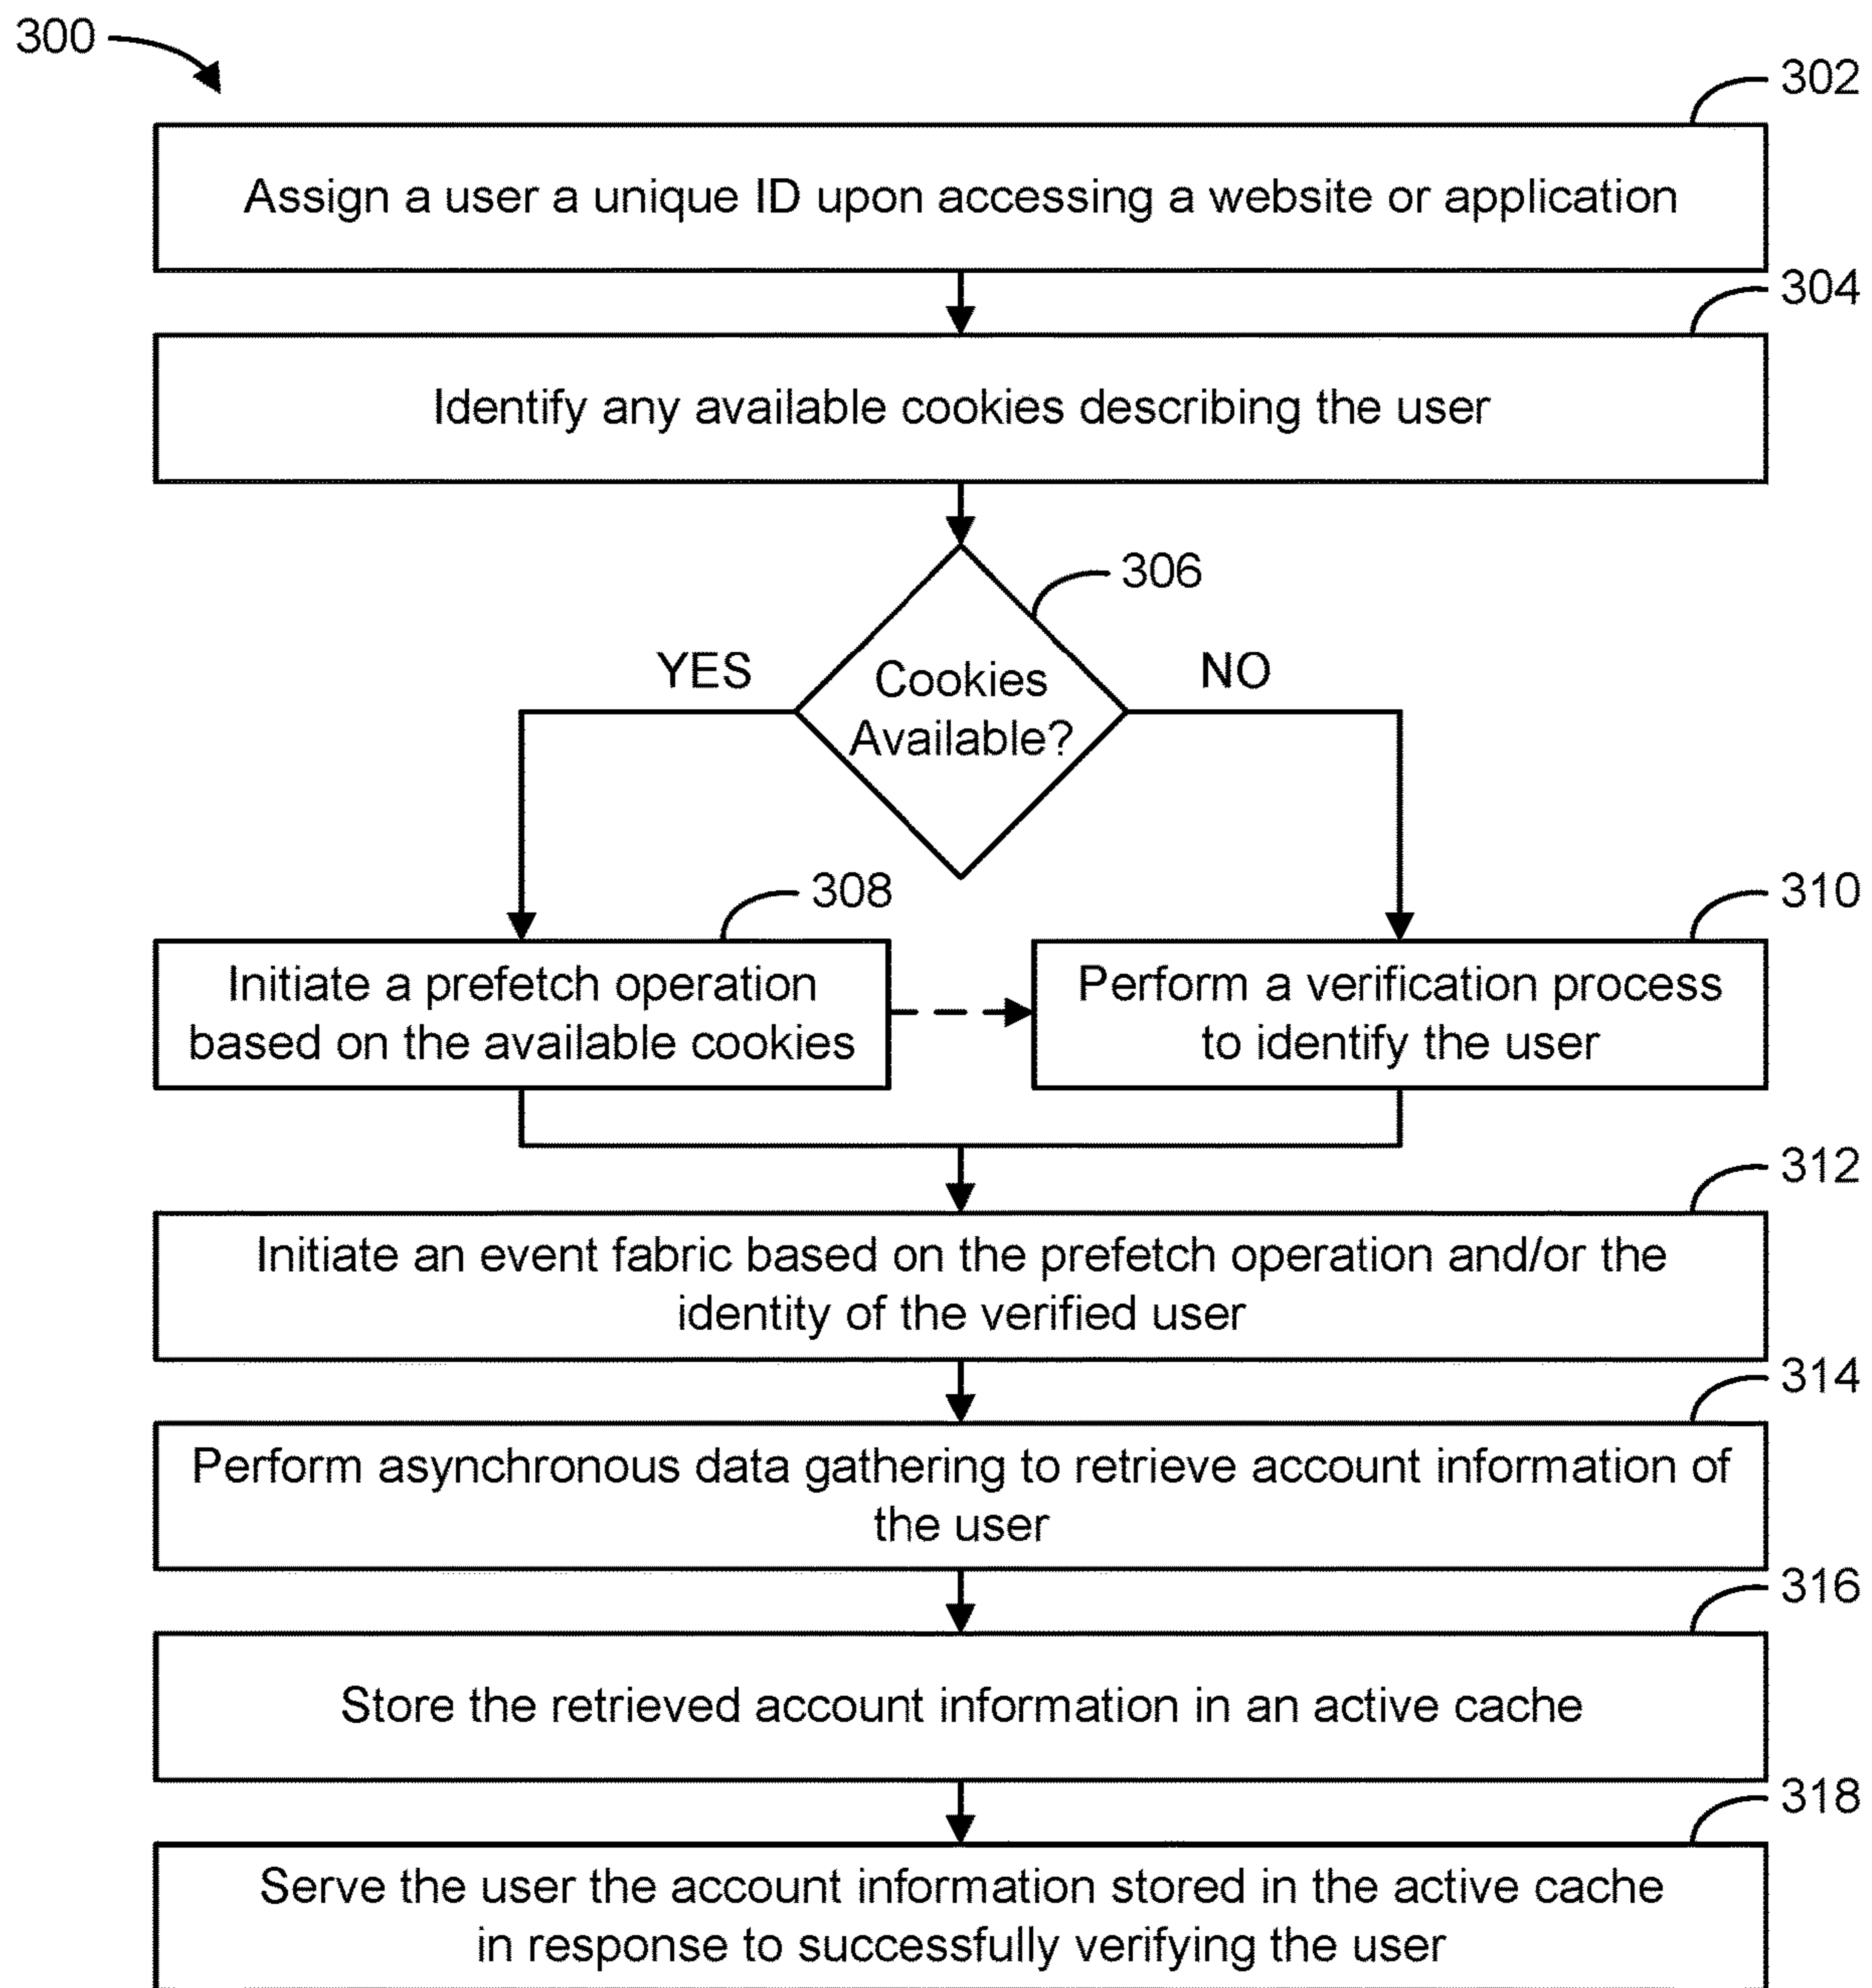 300
302
Assign a user a unique ID upon accessing a website or application
304
Identify any available cookies describing the user
306
YES
Cookies
Available?
NO
308
310
Initiate a prefetch operation
based on the available cookies
Perform a verification process
to identify the user
312
Initiate an event fabric based on the prefetch operation and/or the
identity of the verified user
314
Perform asynchronous data gathering to retrieve account information of
the user
316
Store the retrieved account information in an active cache
318
Serve the user the account information stored in the active cache
in response to successfully verifying the user